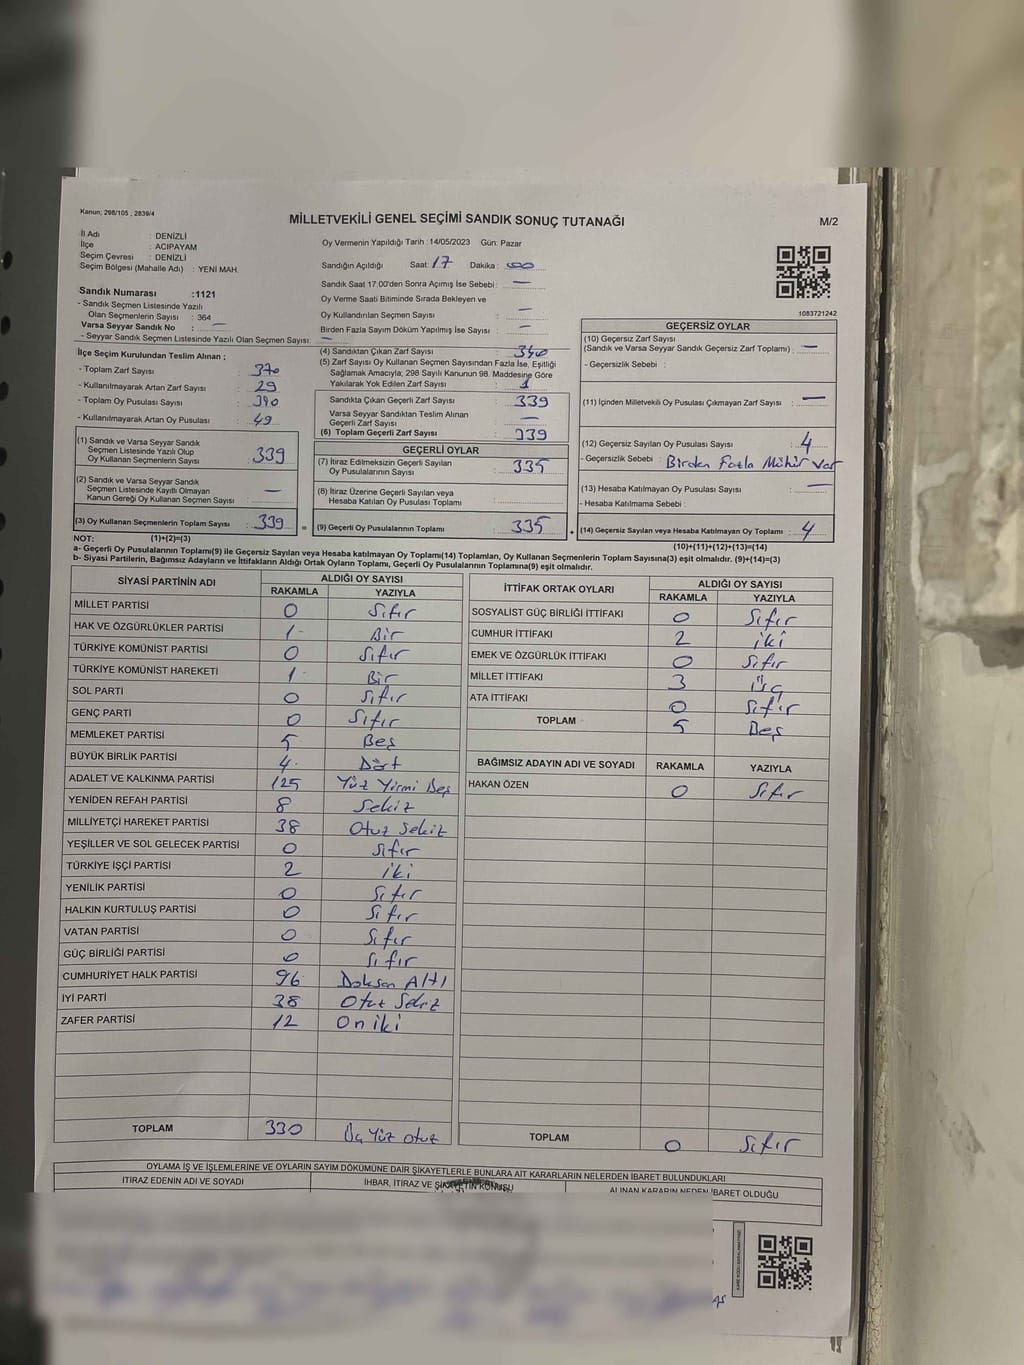 Kanun; 298/105 , 2839/4
MİLLETVEKİLİ GENEL SEÇİMİ SANDIK SONUÇ TUTANAĞI
M/2
İl Adı : DENİZLİ
İlçe : ACIPAYAM
Seçim Çevresi : DENİZLİ
Seçim Bölgesi (Mahalle Adı) : YENİ MAH.
Oy Vermenin Yapıldığı Tarih : 14/05/2023 Gün: Pazar
Sandığın Açıldığı Saat: 17 Dakika : 00
Sandık Saat 17.00'den Sonra Açımış İse Sebebi : —
Oy Verme Saati Bitiminde Sırada Bekleyen ve
Oy Kullandırılan Seçmen Sayısı : —
Birden Fazla Sayım Döküm Yapılmış İse Sayısı : —
Sandık Numarası :1121
- Sandık Seçmen Listesinde Yazılı
Olan Seçmenlerin Sayısı : 364
Varsa Seyyar Sandık No : —
- Seyyar Sandık Seçmen Listesinde Yazılı Olan Seçmen Sayısı: —
İlçe Seçim Kurulundan Teslim Alınan ;
- Toplam Zarf Sayısı : 370
- Kullanılmayarak Artan Zarf Sayısı : 29
- Toplam Oy Pusulası Sayısı : 390
- Kullanılmayarak Artan Oy Pusulası : 49
(1) Sandık ve Varsa Seyyar Sandık
Seçmen Listesinde Yazılı Olup
Oy Kullanan Seçmenlerin Sayısı : 339
(2) Sandık ve Varsa Seyyar Sandık
Seçmen Listesinde Kayıtlı Olmayan
Kanun Gereği Oy Kullanan Seçmen Sayısı : —
(3) Oy Kullanan Seçmenlerin Toplam Sayısı : 339
(4) Sandıktan Çıkan Zarf Sayısı : 340
(5) Zarf Sayısı Oy Kullanan Seçmen Sayısından Fazla İse, Eşitliği
Sağlamak Amacıyla; 298 Sayılı Kanunun 98. Maddesine Göre
Yakılarak Yok Edilen Zarf Sayısı : 1
Sandıkta Çıkan Geçerli Zarf Sayısı : 339
Varsa Seyyar Sandıktan Teslim Alınan
Geçerli Zarf Sayısı : —
(6) Toplam Geçerli Zarf Sayısı : 339
GEÇERLİ OYLAR
(7) İtiraz Edilmeksizin Geçerli Sayılan
Oy Pusulalarının Sayısı : 335
(8) İtiraz Üzerine Geçerli Sayılan veya
Hesaba Katılan Oy Pusulası Toplamı :
= (9) Geçerli Oy Pusulalarının Toplamı : 335
1083721242
GEÇERSİZ OYLAR
(10) Geçersiz Zarf Sayısı
(Sandık ve Varsa Seyyar Sandık Geçersiz Zarf Toplamı) : —
- Geçersizlik Sebebi :
(11) İçinden Milletvekili Oy Pusulası Çıkmayan Zarf Sayısı : —
(12) Geçersiz Sayılan Oy Pusulası Sayısı : 4
- Geçersizlik Sebebi : Birden Fazla Mühür var
(13) Hesaba Katılmayan Oy Pusulası Sayısı : —
- Hesaba Katılmama Sebebi :
+ (14) Geçersiz Sayılan veya Hesaba Katılmayan Oy Toplamı : 4
NOT: (1)+(2)=(3)
(10)+(11)+(12)+(13)=(14)
a- Geçerli Oy Pusulalarının Toplamı(9) ile Geçersiz Sayılan veya Hesaba katılmayan Oy Toplamı(14) Toplamları, Oy Kullanan Seçmenlerin Toplam Sayısına(3) eşit olmalıdır. (9)+(14)=(3)
b- Siyasi Partilerin, Bağımsız Adayların ve İttifakların Aldığı Ortak Oyların Toplamı, Geçerli Oy Pusulalarının Toplamına(9) eşit olmalıdır.
SİYASİ PARTİNİN ADI ALDIĞI OY SAYISI
RAKAMLA YAZIYLA
MİLLET PARTİSİ 0 Sıfır
HAK VE ÖZGÜRLÜKLER PARTİSİ 1 Bir
TÜRKİYE KOMÜNİST PARTİSİ 0 Sıfır
TÜRKİYE KOMÜNİST HAREKETİ 1 Bir
SOL PARTİ 0 Sıfır
GENÇ PARTİ 0 Sıfır
MEMLEKET PARTİSİ 5 Beş
BÜYÜK BİRLİK PARTİSİ 4 Dört
ADALET VE KALKINMA PARTİSİ 125 Yüz Yirmi Beş
YENİDEN REFAH PARTİSİ 8 Sekiz
MİLLİYETÇİ HAREKET PARTİSİ 38 Otuz Sekiz
YEŞİLLER VE SOL GELECEK PARTİSİ 0 Sıfır
TÜRKİYE İŞÇİ PARTİSİ 2 iki
YENİLİK PARTİSİ 0 Sıfır
HALKIN KURTULUŞ PARTİSİ 0 Sıfır
VATAN PARTİSİ 0 Sıfır
GÜÇ BİRLİĞİ PARTİSİ 0 Sıfır
CUMHURİYET HALK PARTİSİ 96 Doksan Altı
İYİ PARTİ 38 Otuz Sekiz
ZAFER PARTİSİ 12 On iki
TOPLAM 330 Üç Yüz Otuz
İTTİFAK ORTAK OYLARI ALDIĞI OY SAYISI
RAKAMLA YAZIYLA
SOSYALİST GÜÇ BİRLİĞİ İTTİFAKI 0 Sıfır
CUMHUR İTTİFAKI 2 iki
EMEK VE ÖZGÜRLÜK İTTİFAKI 0 Sıfır
MİLLET İTTİFAKI 3 üç
ATA İTTİFAKI 0 Sıfır
TOPLAM 5 Beş
BAĞIMSIZ ADAYIN ADI VE SOYADI RAKAMLA YAZIYLA
HAKAN ÖZEN 0 Sıfır
TOPLAM 0 Sıfır
OYLAMA İŞ VE İŞLEMLERİNE VE OYLARIN SAYIM DÖKÜMÜNE DAİR ŞİKAYETLERLE BUNLARA AİT KARARLARIN NELERDEN İBARET BULUNDUKLARI
İTİRAZ EDENİN ADI VE SOYADI İHBAR, İTİRAZ VE ŞİKAYETİN KONUSU ALINAN KARARIN NEDEN İBARET OLDUĞU